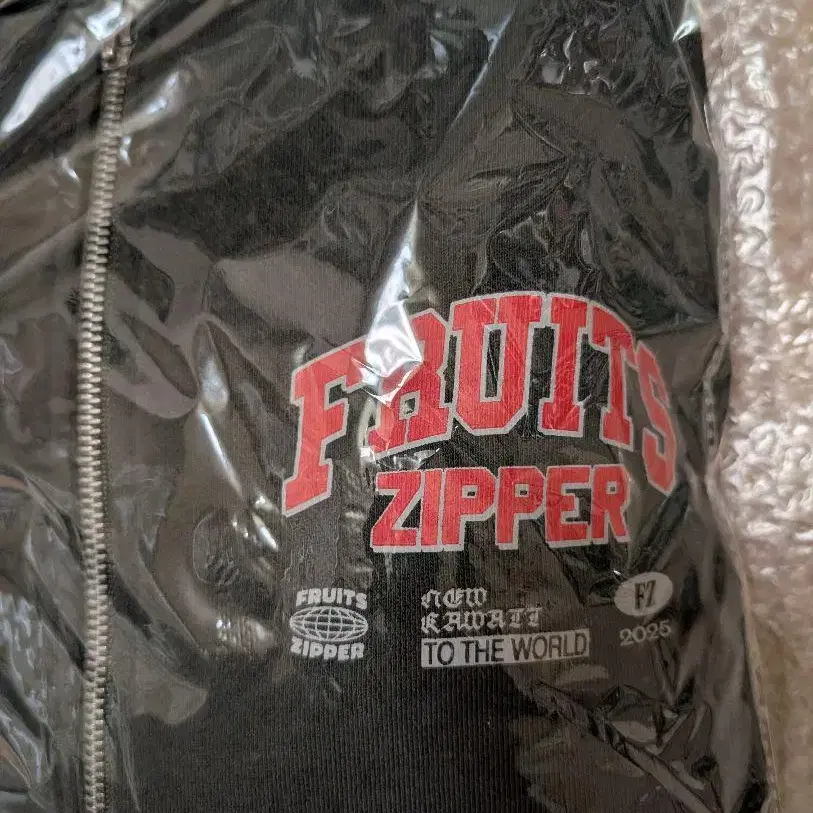 FRUITS
ZIPPER
FRUITS
ZIPPER
NEW
KAWAII
TO THE WORLD
FZ
2025